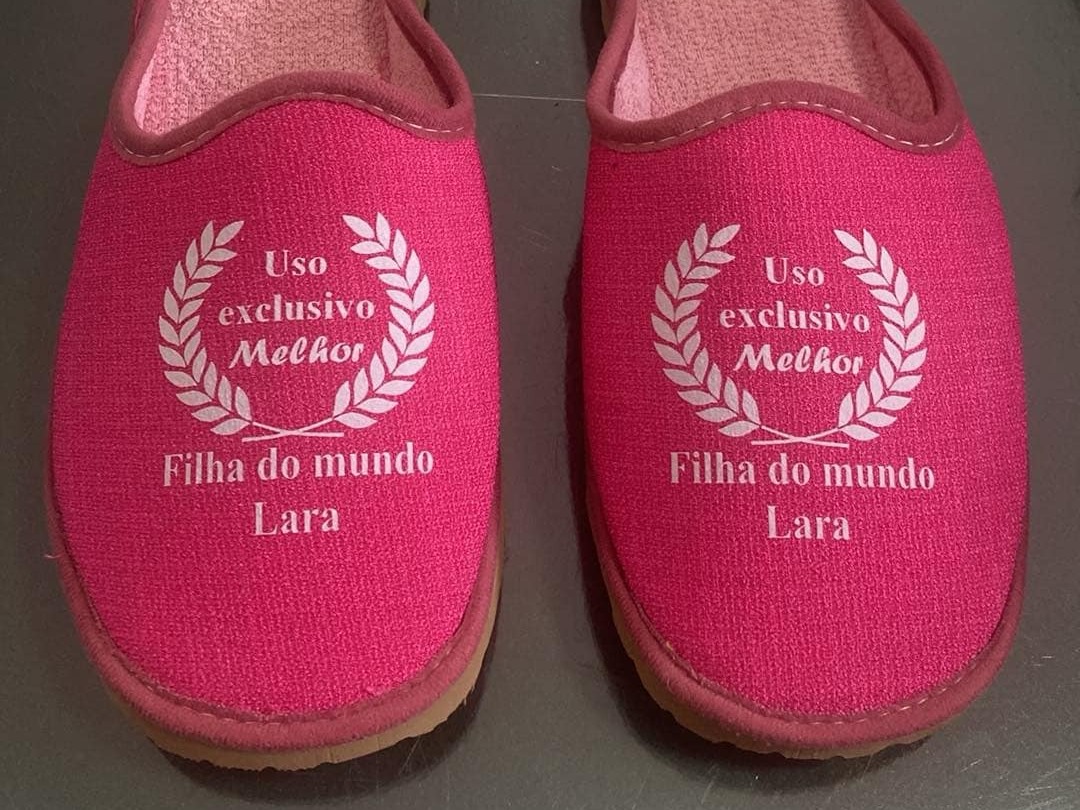 Uso
exclusivo
Melhor
Filha do mundo
Lara
Uso
exclusivo
Melhor
Filha do mundo
Lara